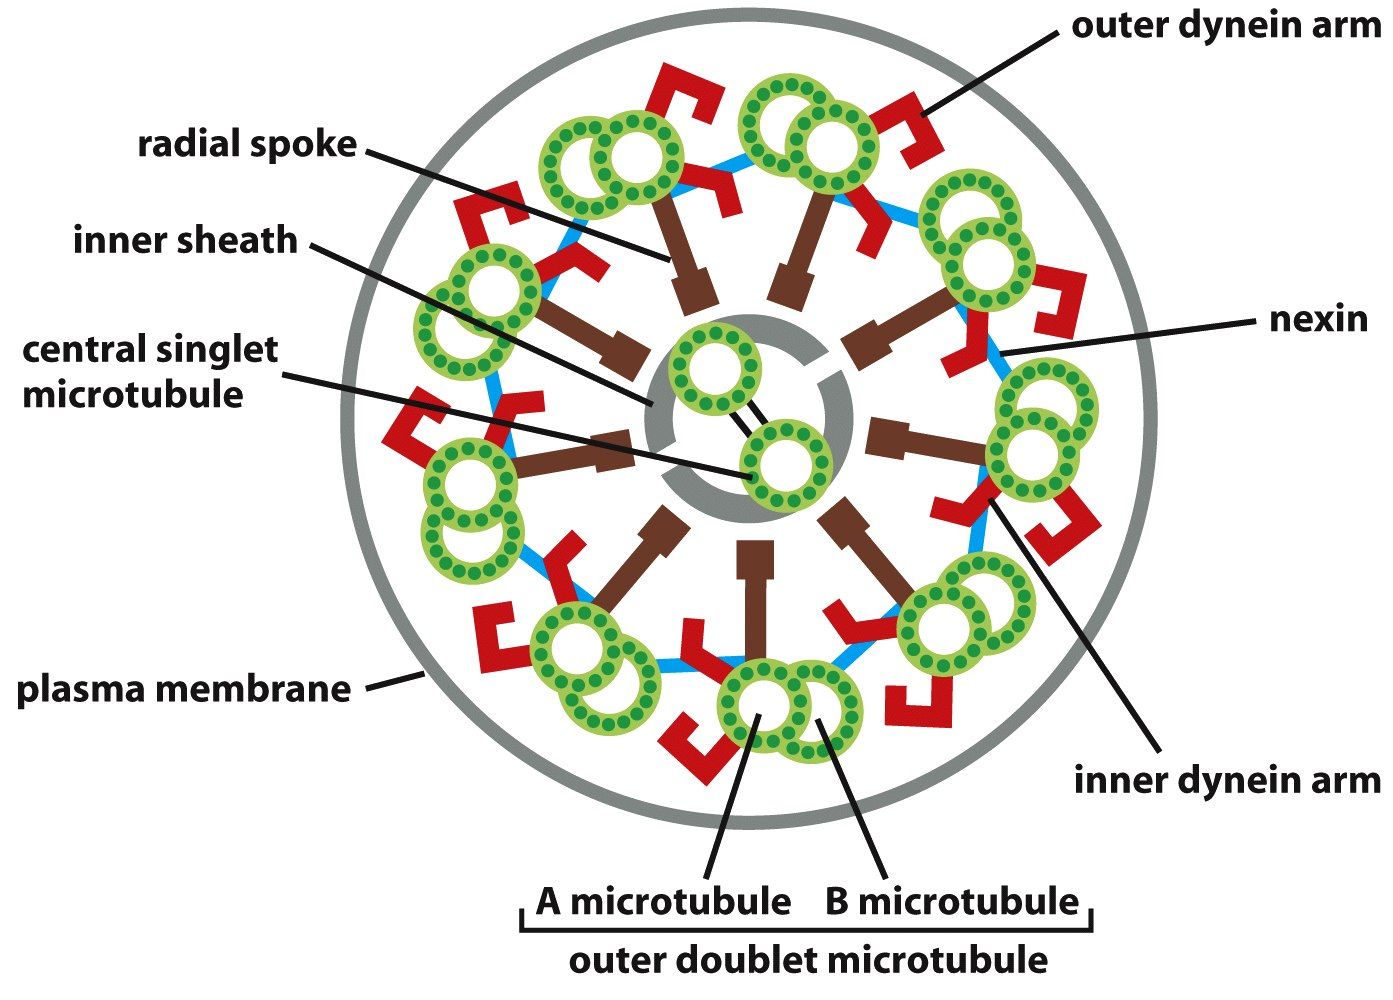 outer dynein arm
radial spoke
inner sheath
nexin
central singlet
microtubule
plasma membrane
inner dynein arm
A microtubule
B microtubule
outer doublet microtubule